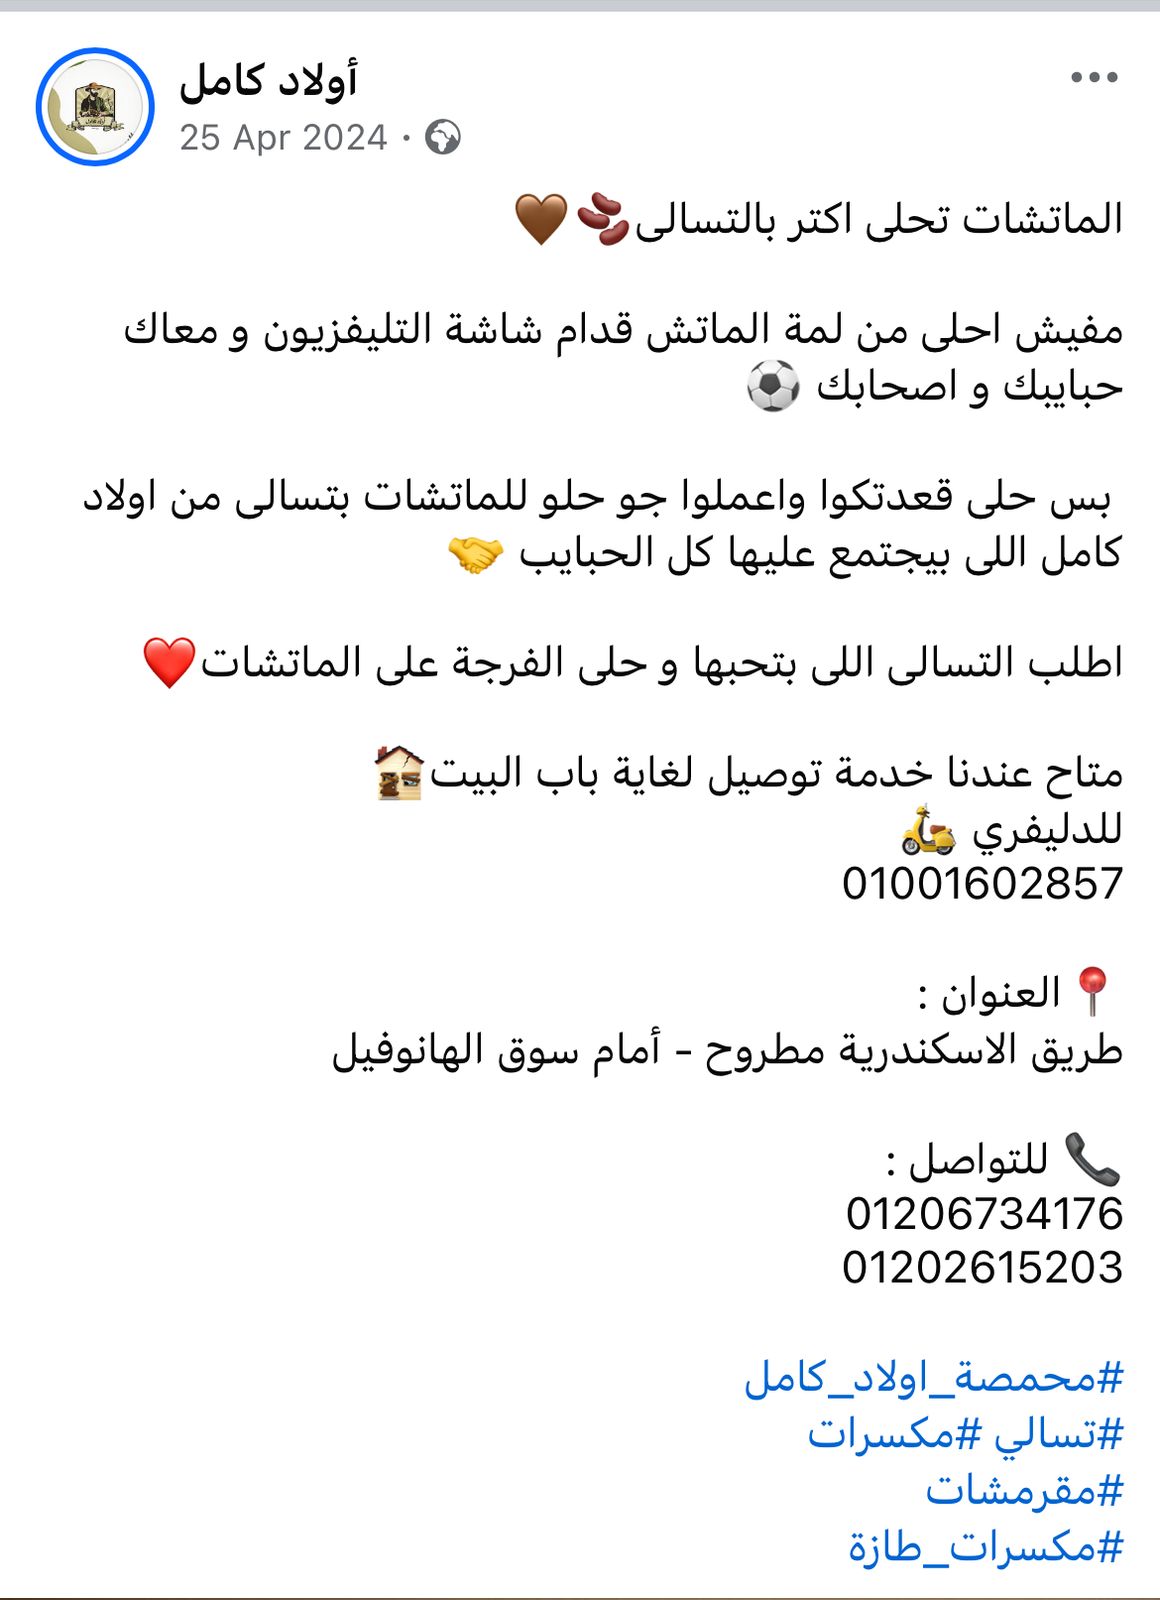 أولاد كامل
25 Apr 2024 ·
الماتشات تحلى اكتر بالتسالى🫘🤎
مفيش احلى من لمة الماتش قدام شاشة التليفزيون و معاك
حبايبك و اصحابك ⚽
بس حلى قعدتكوا واعملوا جو حلو للماتشات بتسالى من اولاد
كامل اللى بيجتمع عليها كل الحبايب 🤝
اطلب التسالى اللى بتحبها و حلى الفرجة على الماتشات❤️
متاح عندنا خدمة توصيل لغاية باب البيت🏚️
للدليفري 🛵
01001602857
📍 العنوان :
طريق الاسكندرية مطروح - أمام سوق الهانوفيل
📞 للتواصل :
01206734176
01202615203
#محمصة_اولاد_كامل
#تسالي #مكسرات
#مقرمشات
#مكسرات_طازة